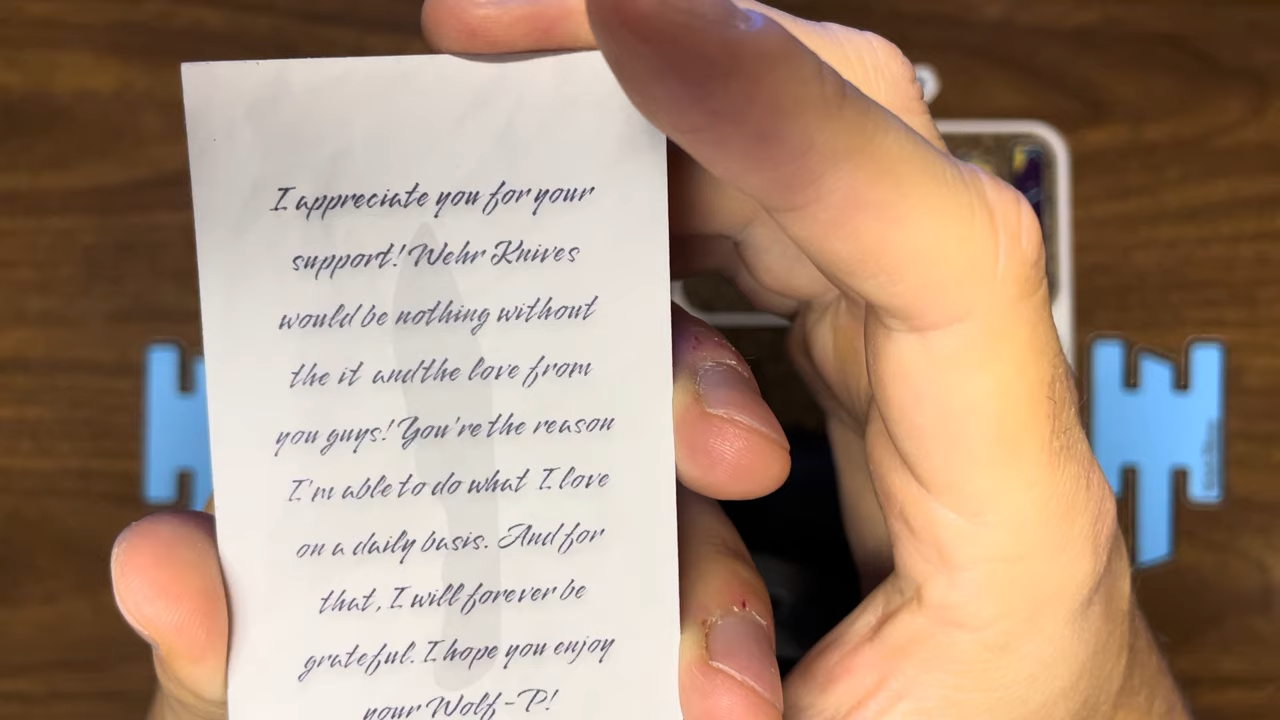 I appreciate you for your
support! Wehr Knives
would be nothing without
the it and the love from
you guys! You're the reason
I'm able to do what I love
on a daily basis. And for
that, I will forever be
grateful. I hope you enjoy
your Wolf-P!